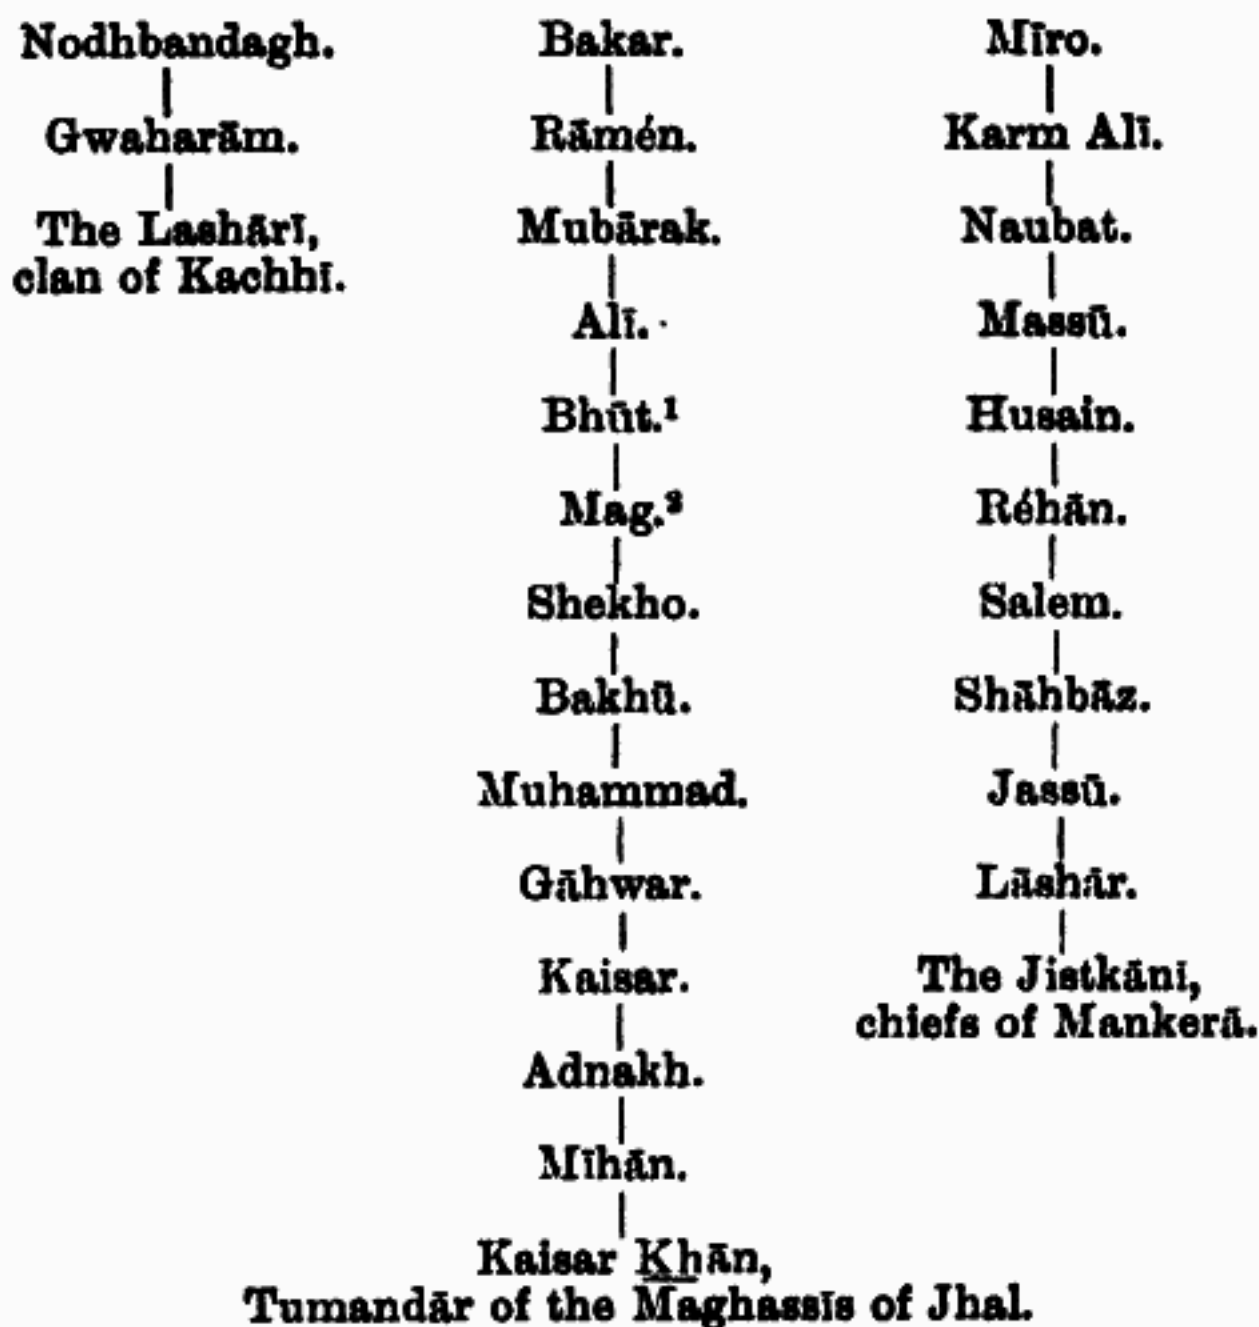 Nodhbandagh.
Gwaharām.
The Lashārī,
clan of Kachhī.
Bakar.
Rāmén.
Mubārak.
Alī.
Bhūt.¹
Mag.²
Shekho.
Bakhū.
Muhammad.
Gāhwar.
Kaisar.
Adnakh.
Mīhān.
Kaisar Khān,
Tumandār of the Maghassīs of Jhal.
Mīro.
Karm Alī.
Naubat.
Massū.
Husain.
Réhān.
Salem.
Shāhbāz.
Jassū.
Lāshār.
The Jistkānī,
chiefs of Mankerā.